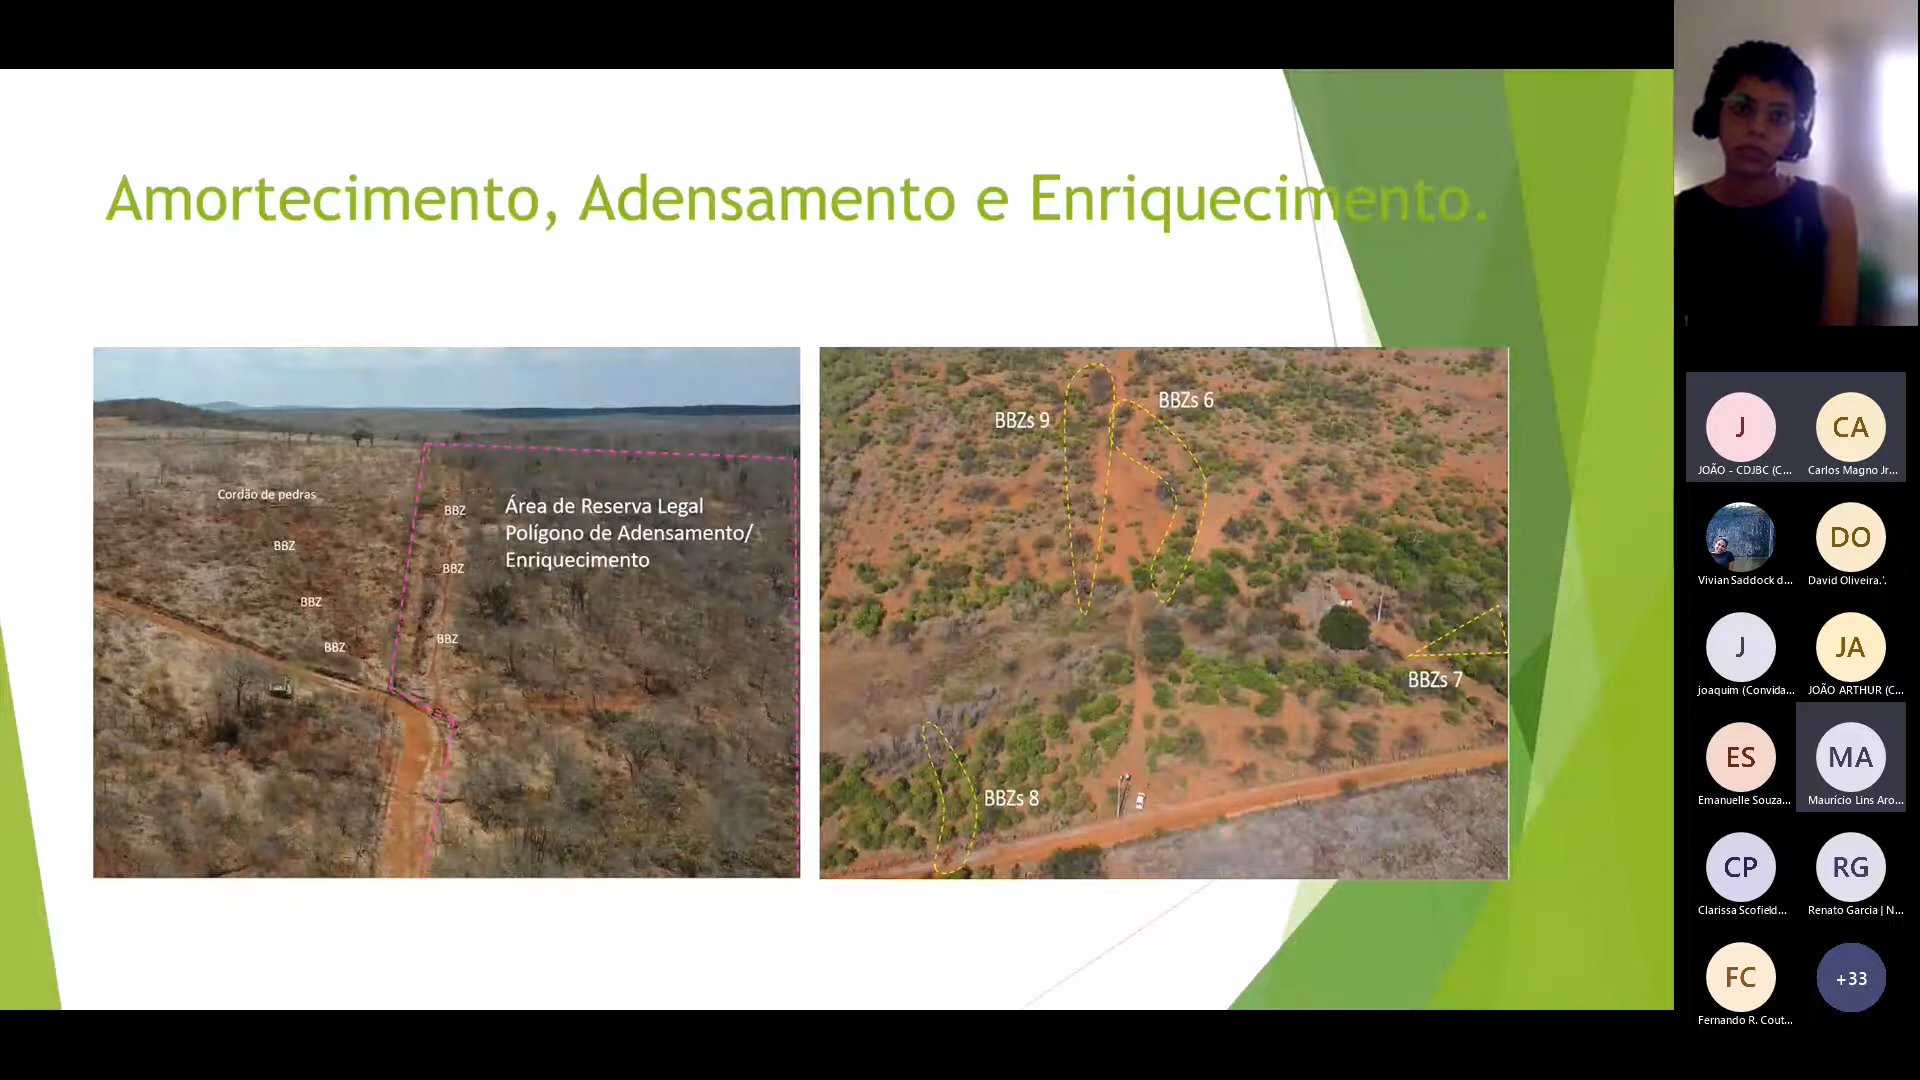 Amortecimento, Adensamento e Enriquecimento.
Cordão de pedras
BBZ
BBZ
BBZ
BBZ
BBZ
BBZ
Área de Reserva Legal
Polígono de Adensamento/
Enriquecimento
BBZs 9
BBZs 6
BBZs 7
BBZs 8
J
JOÃO - CDJBC (C...
CA
Carlos Magno Jr...
Vivian Saddock d...
DO
David Oliveira.'.
J
joaquim (Convida...
JA
JOÃO ARTHUR (C...
ES
Emanuelle Souza...
MA
Maurício Lins Aro...
CP
Clarissa Scofield...
RG
Renato Garcia | N...
FC
Fernando R. Cout...
+33